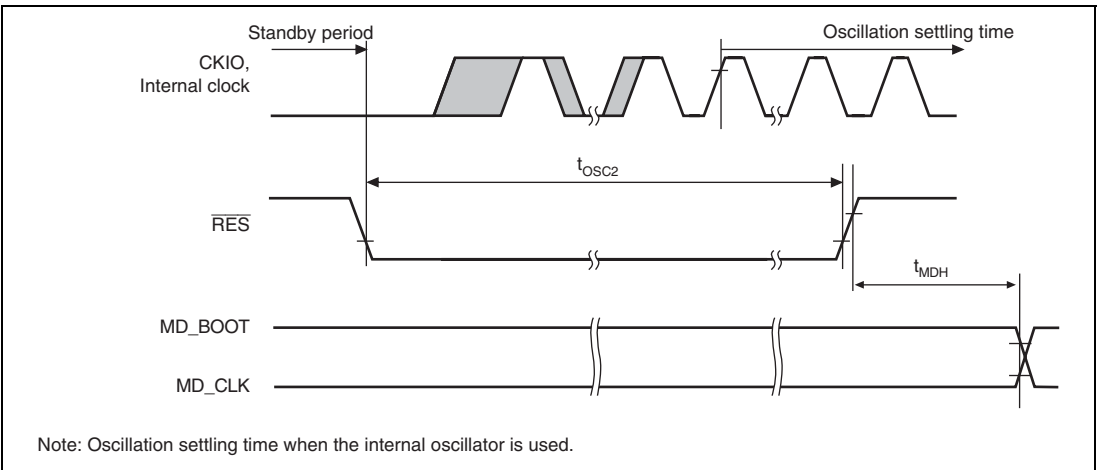 Standby period
Oscillation settling time
CKIO,
Internal clock
tOSC2
RES
tMDH
MD_BOOT
MD_CLK
Note: Oscillation settling time when the internal oscillator is used.